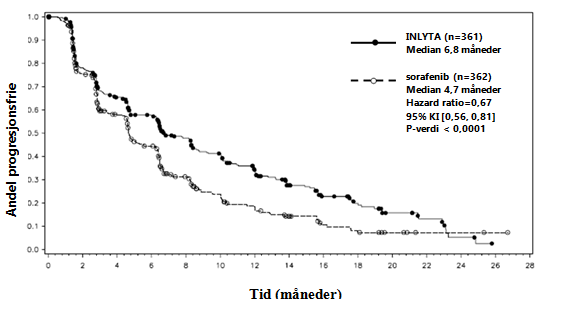 INLYTA (n=361)
Median 6,8 måneder
sorafenib (n=362)
Median 4,7 måneder
Hazard ratio=0,67
95% KI [0,56, 0,81]
P-verdi < 0,0001
Andel progresjonsfrie
1.0
0.9
0.8
0.7
0.6
0.5
0.4
0.3
0.2
0.1
0.0
0 2 4 6 8 10 12 14 16 18 20 22 24 26 28
Tid (måneder)